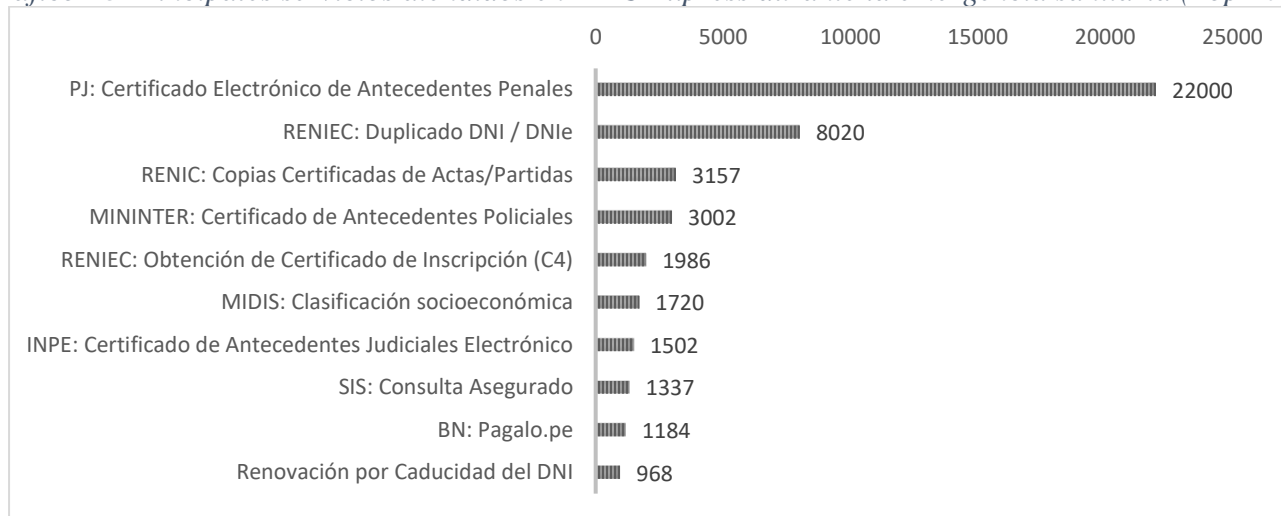 0 5000 10000 15000 20000 25000
PJ: Certificado Electrónico de Antecedentes Penales 22000
RENIEC: Duplicado DNI / DNIe 8020
RENIC: Copias Certificadas de Actas/Partidas 3157
MININTER: Certificado de Antecedentes Policiales 3002
RENIEC: Obtención de Certificado de Inscripción (C4) 1986
MIDIS: Clasificación socioeconómica 1720
INPE: Certificado de Antecedentes Judiciales Electrónico 1502
SIS: Consulta Asegurado 1337
BN: Pagalo.pe 1184
Renovación por Caducidad del DNI 968